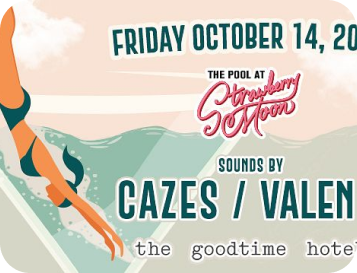 FRIDAY OCTOBER 14, 20
THE POOL AT
Strawberry
Moon
SOUNDS BY
CAZES / VALEN
the goodtime hotel